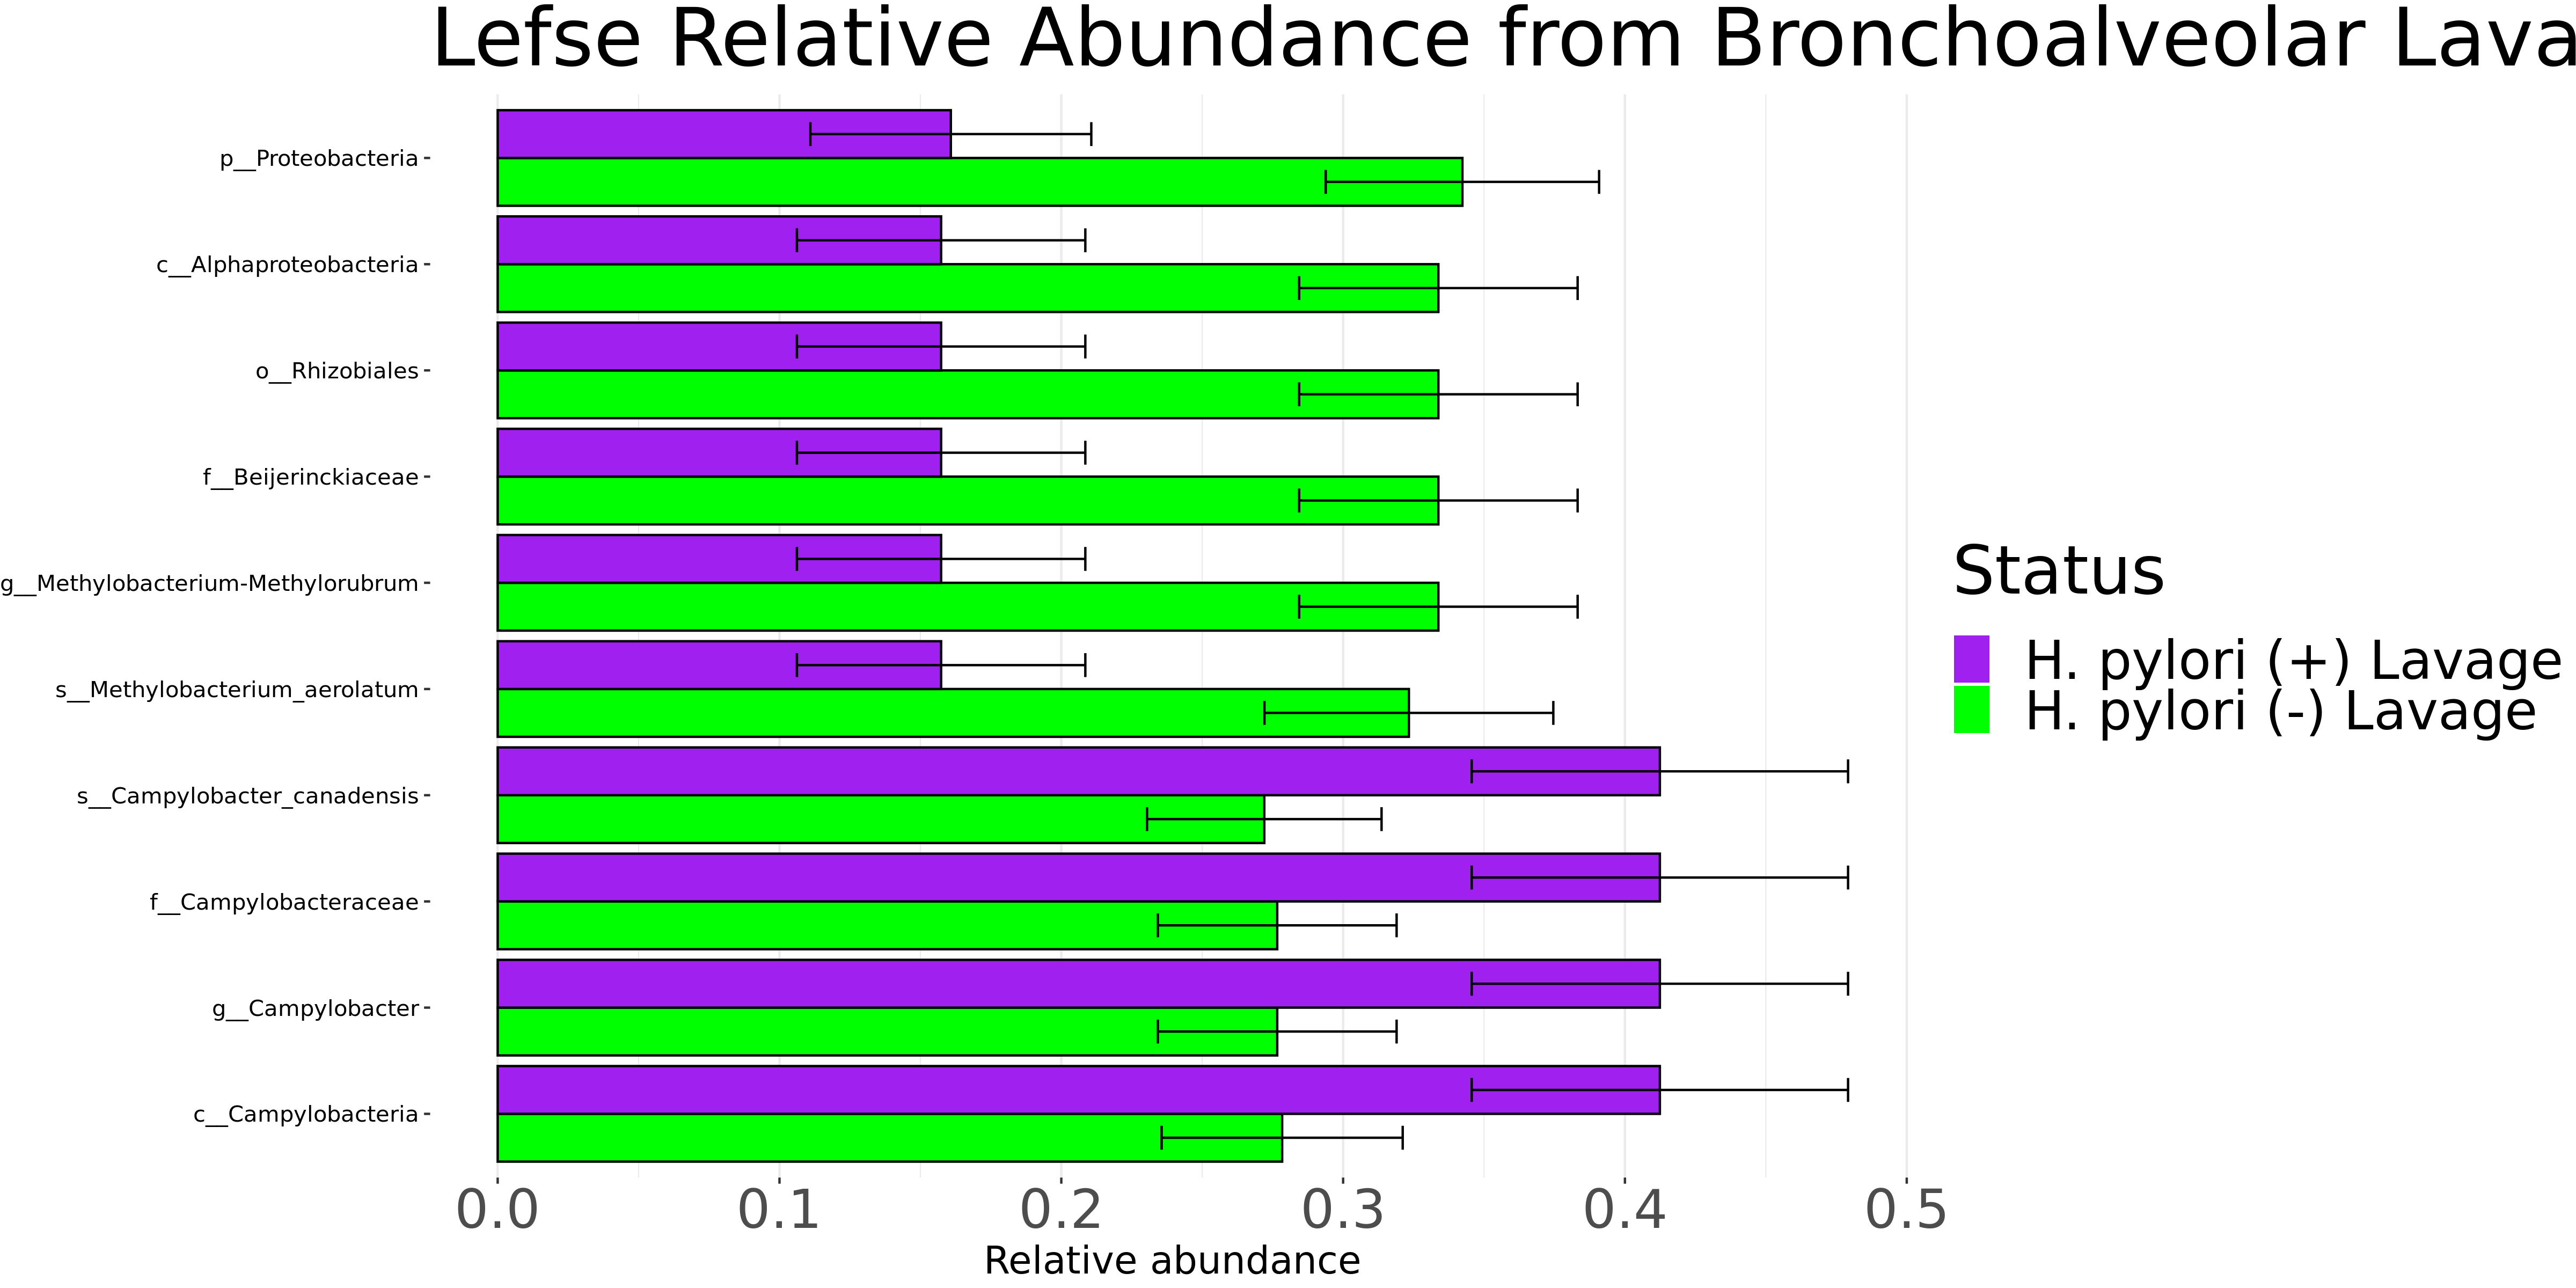 Lefse Relative Abundance from Bronchoalveolar Lava
p__Proteobacteria
c__Alphaproteobacteria
o__Rhizobiales
f__Beijerinckiaceae
g__Methylobacterium-Methylorubrum
s__Methylobacterium_aerolatum
s__Campylobacter_canadensis
f__Campylobacteraceae
g__Campylobacter
c__Campylobacteria
0.0 0.1 0.2 0.3 0.4 0.5
Relative abundance
Status
H. pylori (+) Lavage
H. pylori (-) Lavage